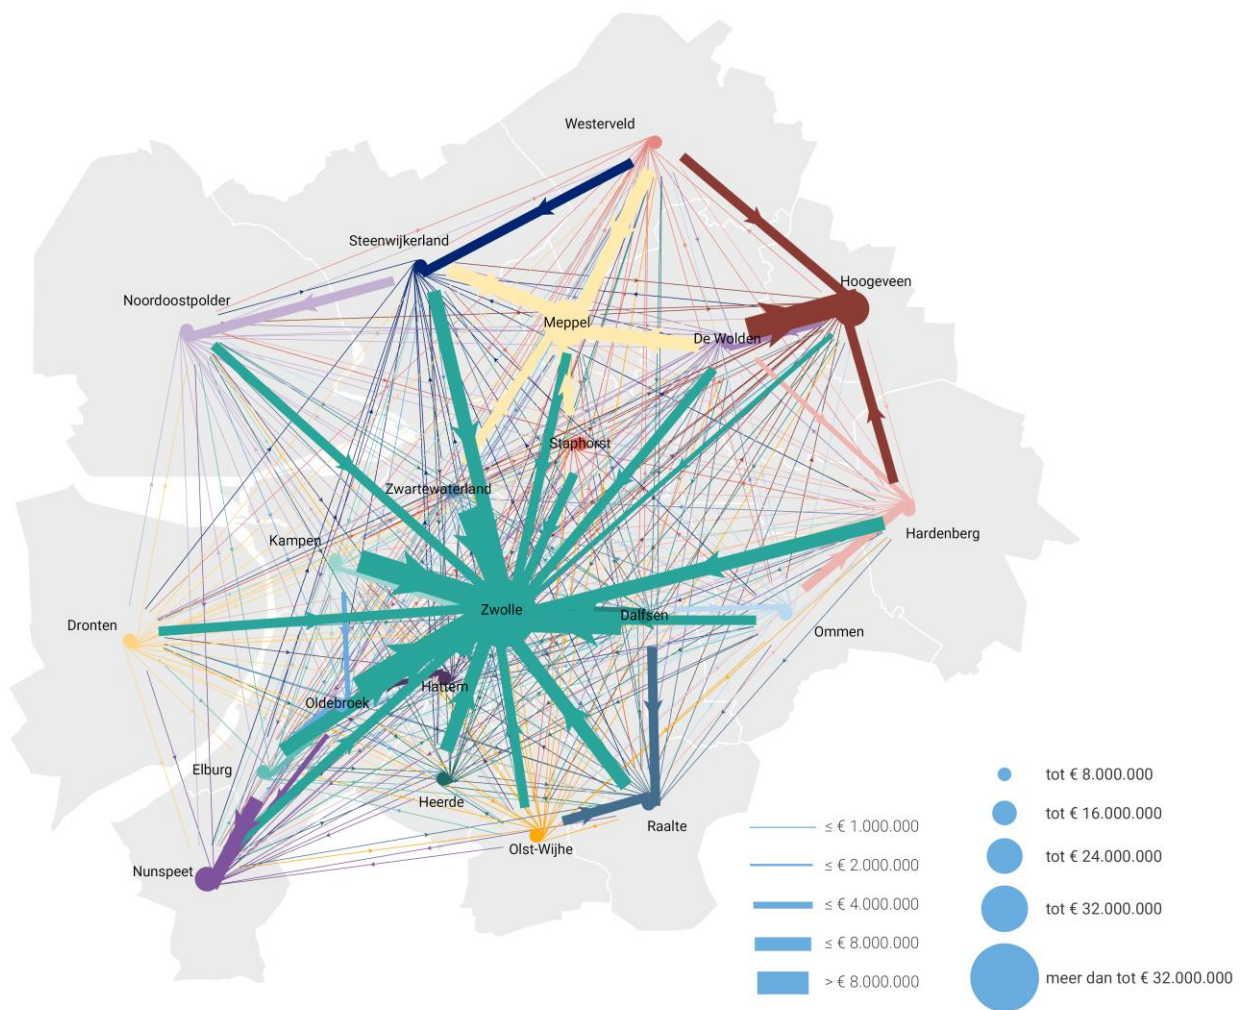 Westerveld
Steenwijkerland
Hoogeveen
Noordoostpolder
Meppel
De Wolden
Staphorst
Zwartewaterland
Kampen
Hardenberg
Zwolle
Dalfsen
Dronten
Ommen
Hattem
Oldebroek
Elburg
Heerde
Raalte
Olst-Wijhe
Nunspeet
≤ € 1.000.000
≤ € 2.000.000
≤ € 4.000.000
≤ € 8.000.000
> € 8.000.000
tot € 8.000.000
tot € 16.000.000
tot € 24.000.000
tot € 32.000.000
meer dan tot € 32.000.000